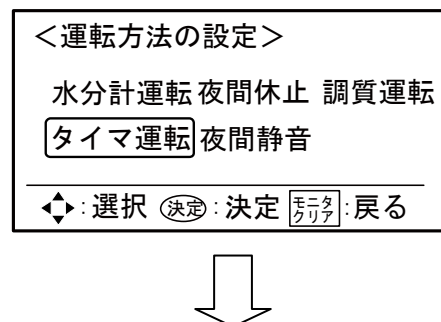 ＜運転方法の設定＞
水分計運転 夜間休止 調質運転
タイマ運転 夜間静音
:選択 決定:決定 モニタクリア:戻る